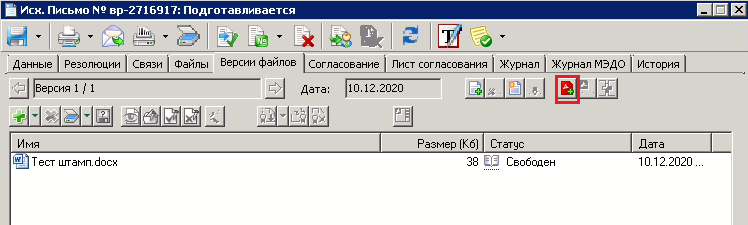 Исх. Письмо № вр-2716917: Подготавливается
Данные Резолюции Связи Файлы Версии файлов Согласование Лист согласования Журнал Журнал МЭДО История
Версия 1 / 1 Дата: 10.12.2020
Имя Размер (Кб) Статус Дата
Тест штамп.docx 38 Свободен 10.12.2020 ...